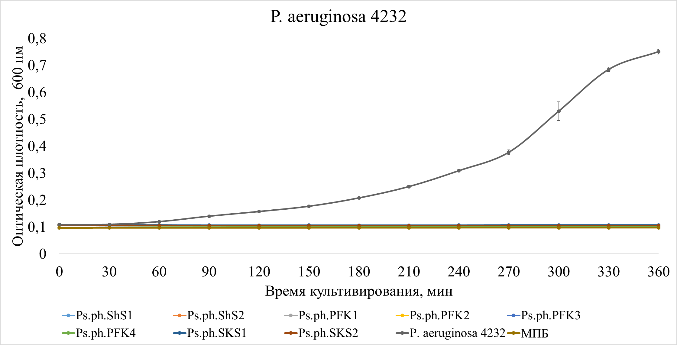 P. aeruginosa 4232
Оптическая плотность, 600 нм
0,8
0,7
0,6
0,5
0,4
0,3
0,2
0,1
0
0 30 60 90 120 150 180 210 240 270 300 330 360
Время культивирования, мин
Ps.ph.ShS1 Ps.ph.ShS2 Ps.ph.PFK1 Ps.ph.PFK2 Ps.ph.PFK3
Ps.ph.PFK4 Ps.ph.SKS1 Ps.ph.SKS2 P. aeruginosa 4232 МПБ